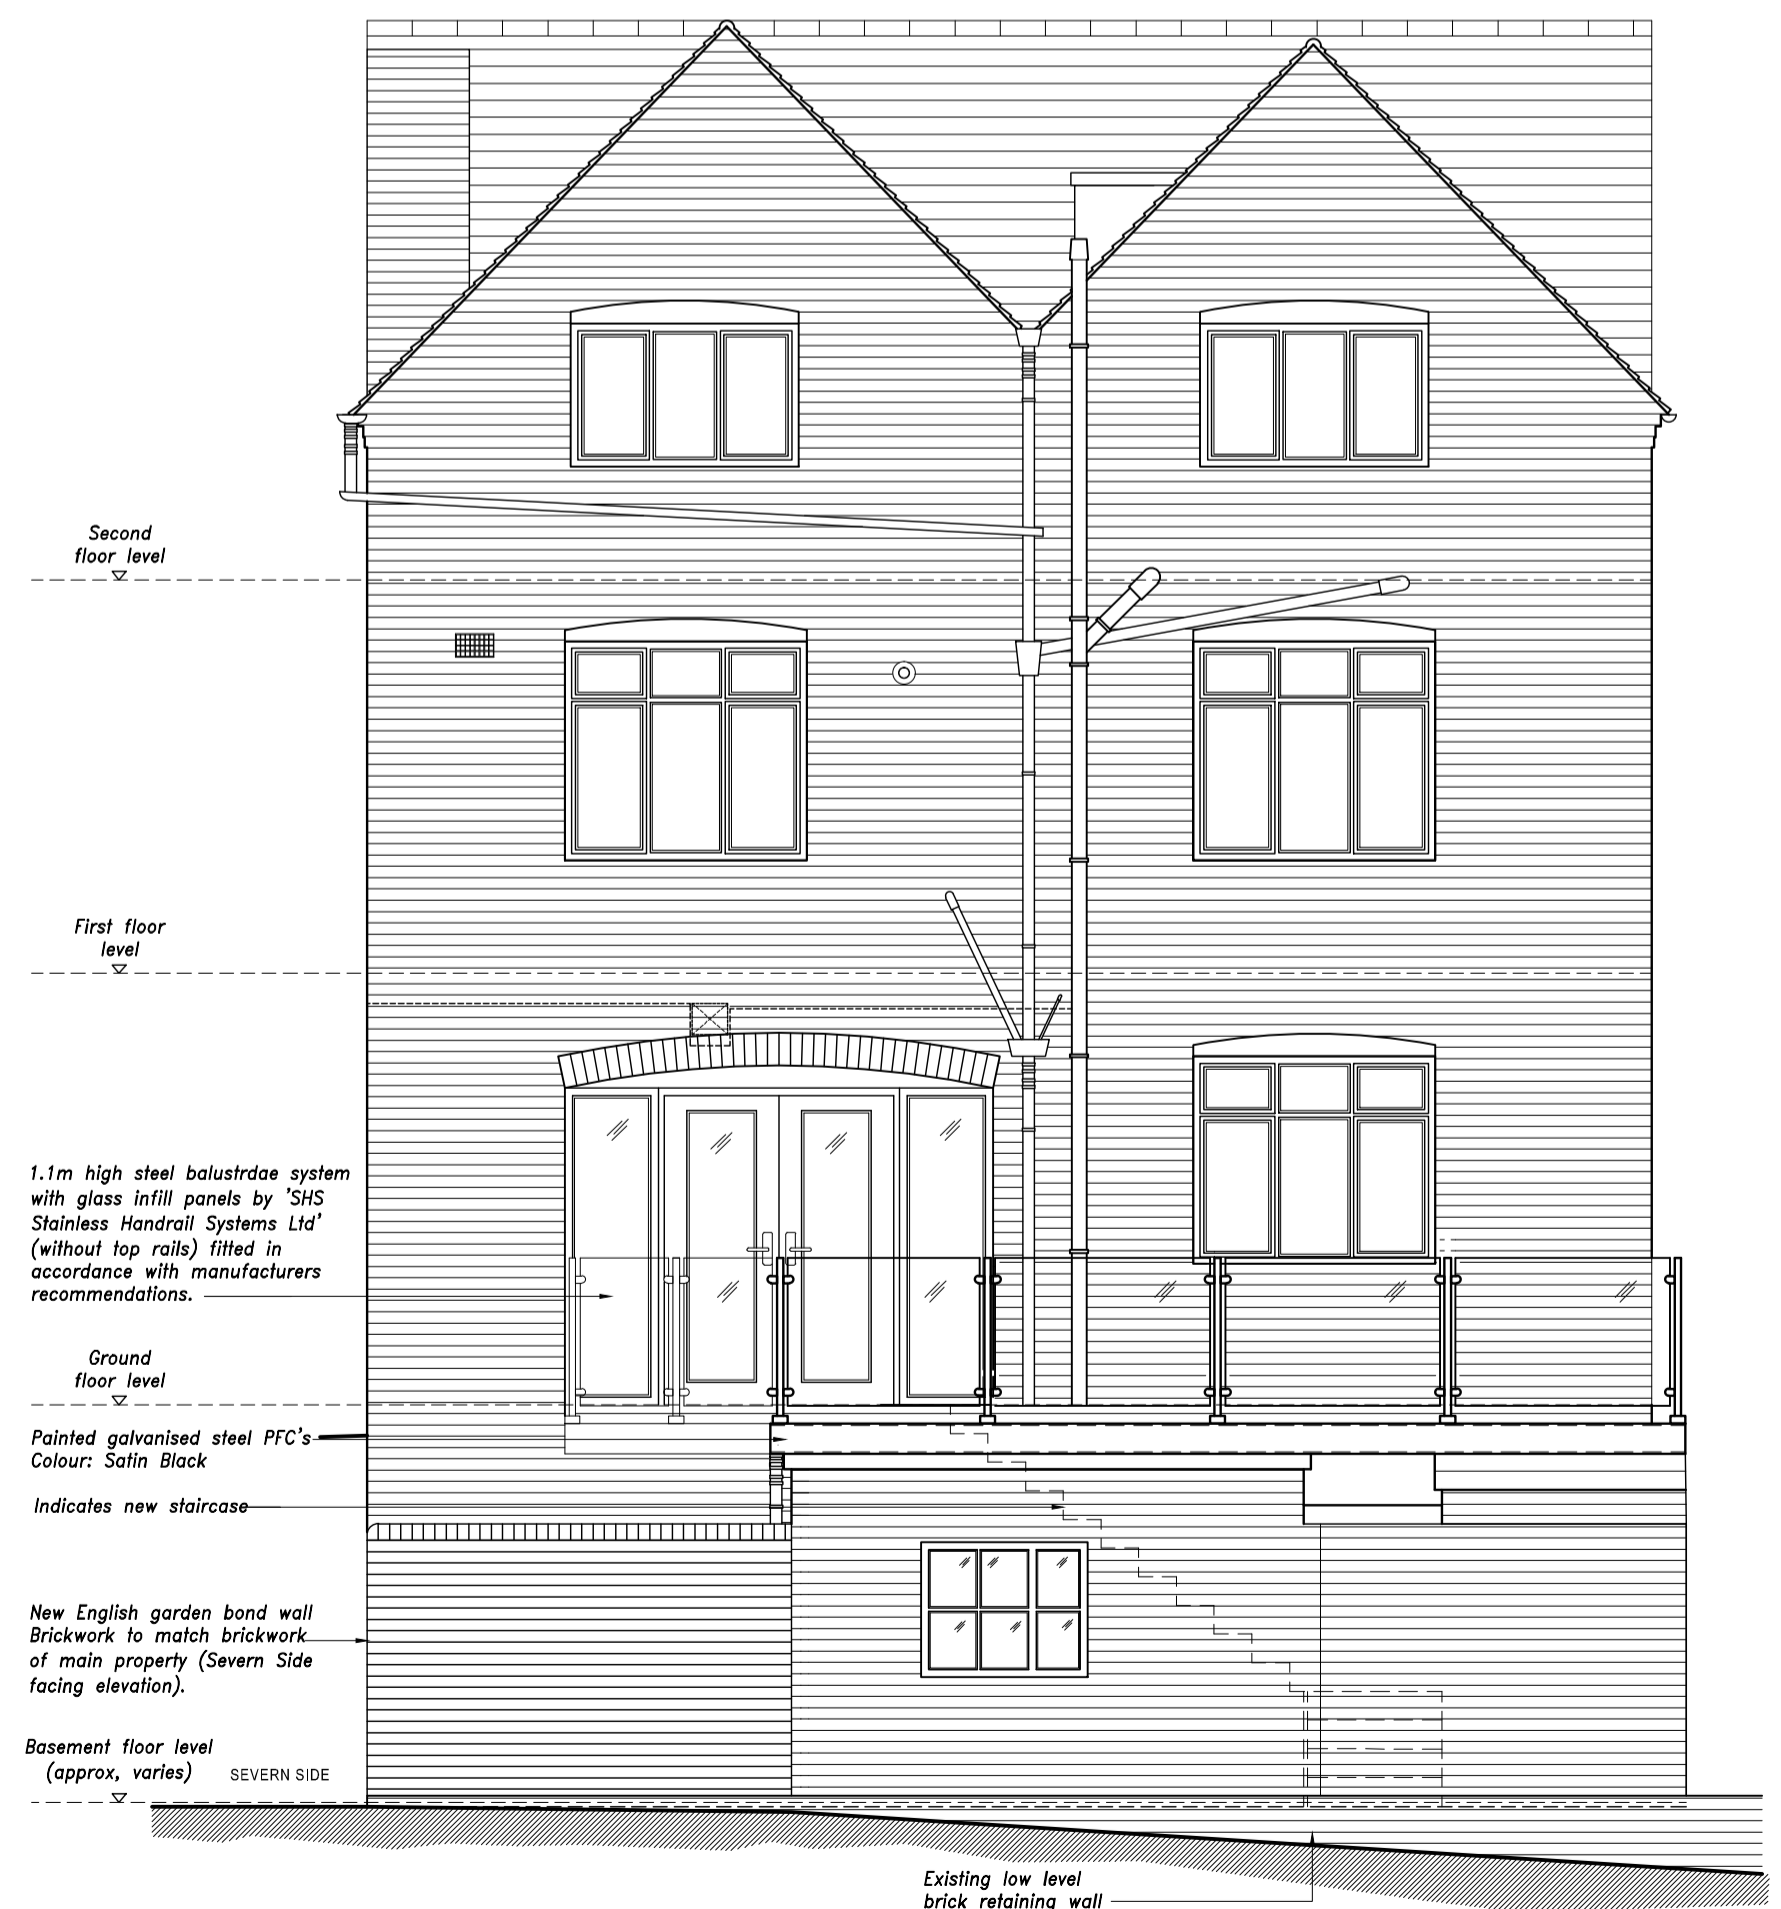 Second
floor level
First floor
level
1.1m high steel balustrdae system
with glass infill panels by 'SHS
Stainless Handrail Systems Ltd'
(without top rails) fitted in
accordance with manufacturers
recommendations.
Ground
floor level
Painted galvanised steel PFC's
Colour: Satin Black
Indicates new staircase
New English garden bond wall
Brickwork to match brickwork
of main property (Severn Side
facing elevation).
Basement floor level
(approx, varies)
SEVERN SIDE
Existing low level
brick retaining wall